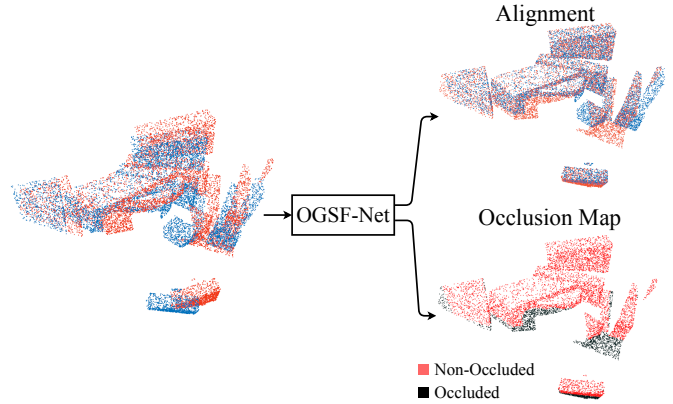 Alignment
OGSF-Net
Occlusion Map
Non-Occluded
Occluded